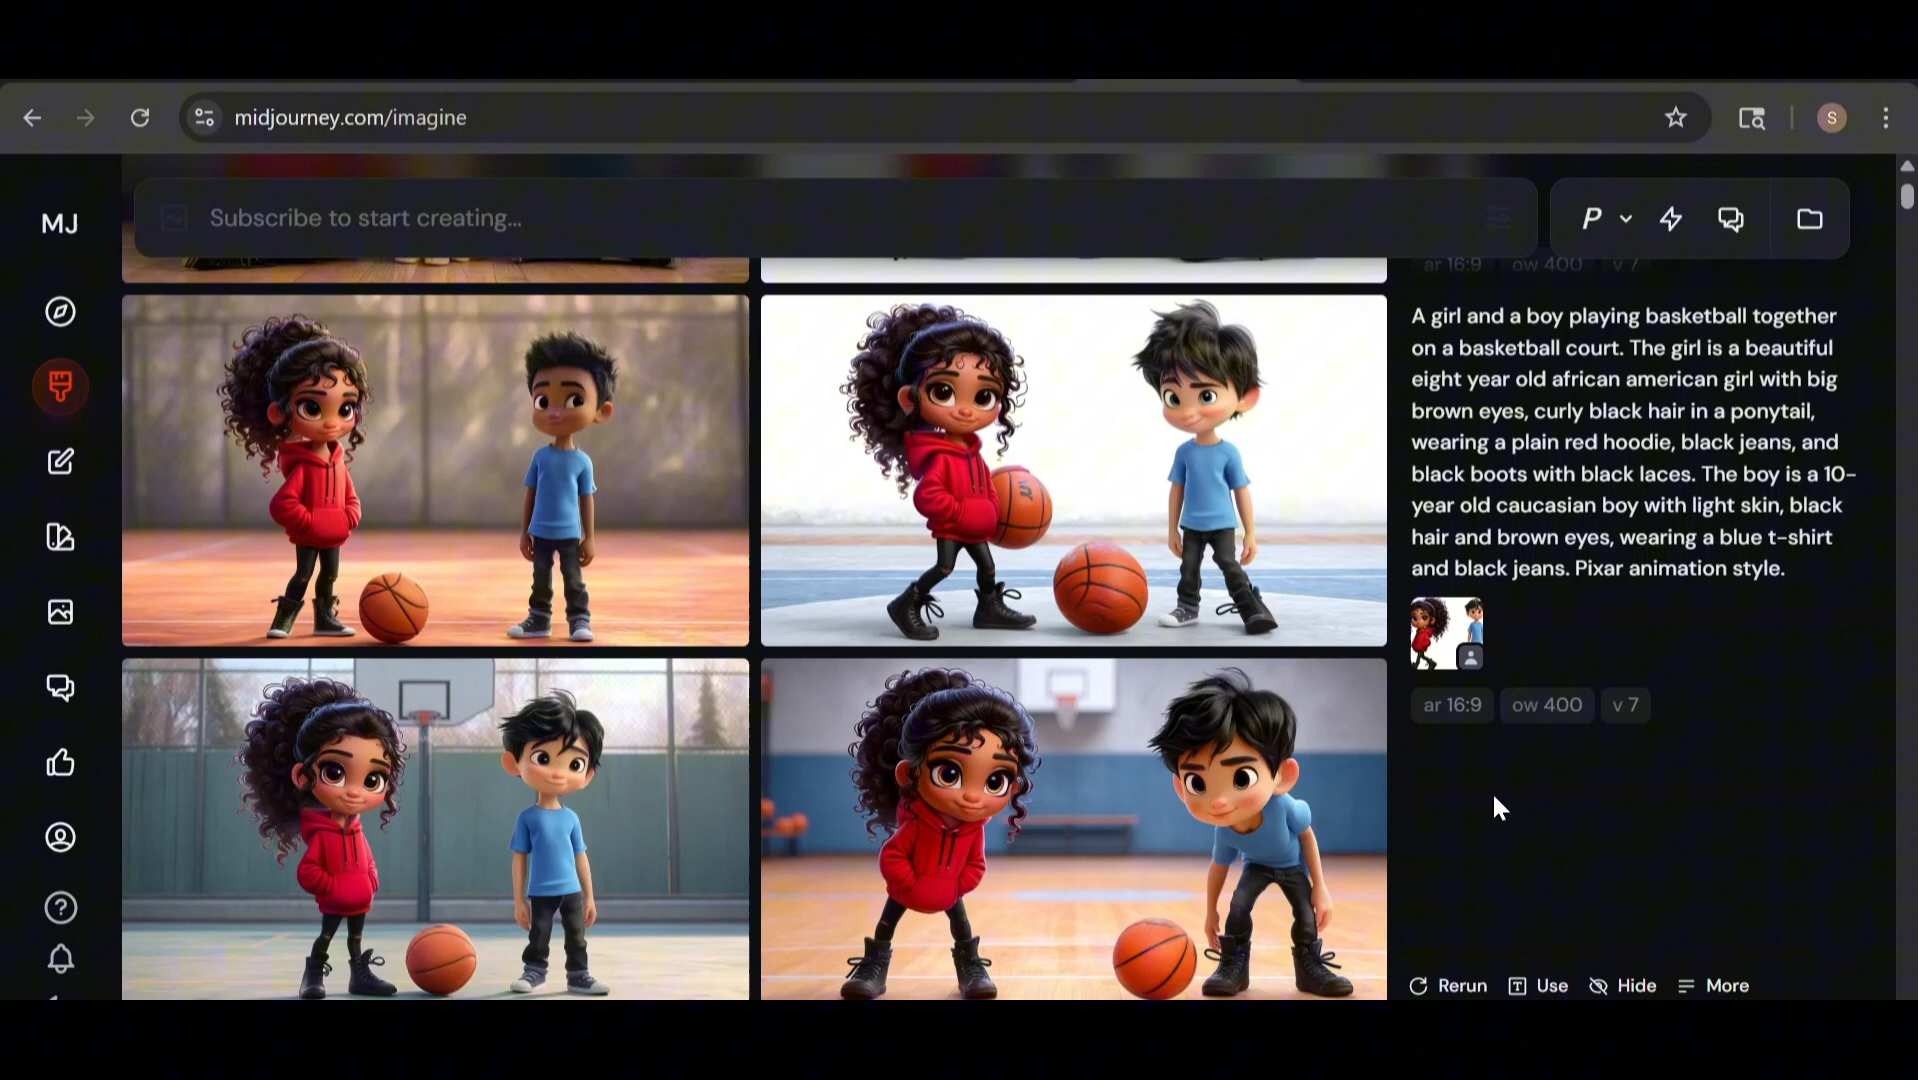 midjourney.com/imagine
S
MJ
Subscribe to start creating...
P
ar 16:9 ow 400 v 7
A girl and a boy playing basketball together
on a basketball court. The girl is a beautiful
eight year old african american girl with big
brown eyes, curly black hair in a ponytail,
wearing a plain red hoodie, black jeans, and
black boots with black laces. The boy is a 10-
year old caucasian boy with light skin, black
hair and brown eyes, wearing a blue t-shirt
and black jeans. Pixar animation style.
ar 16:9 ow 400 v 7
Rerun Use Hide More